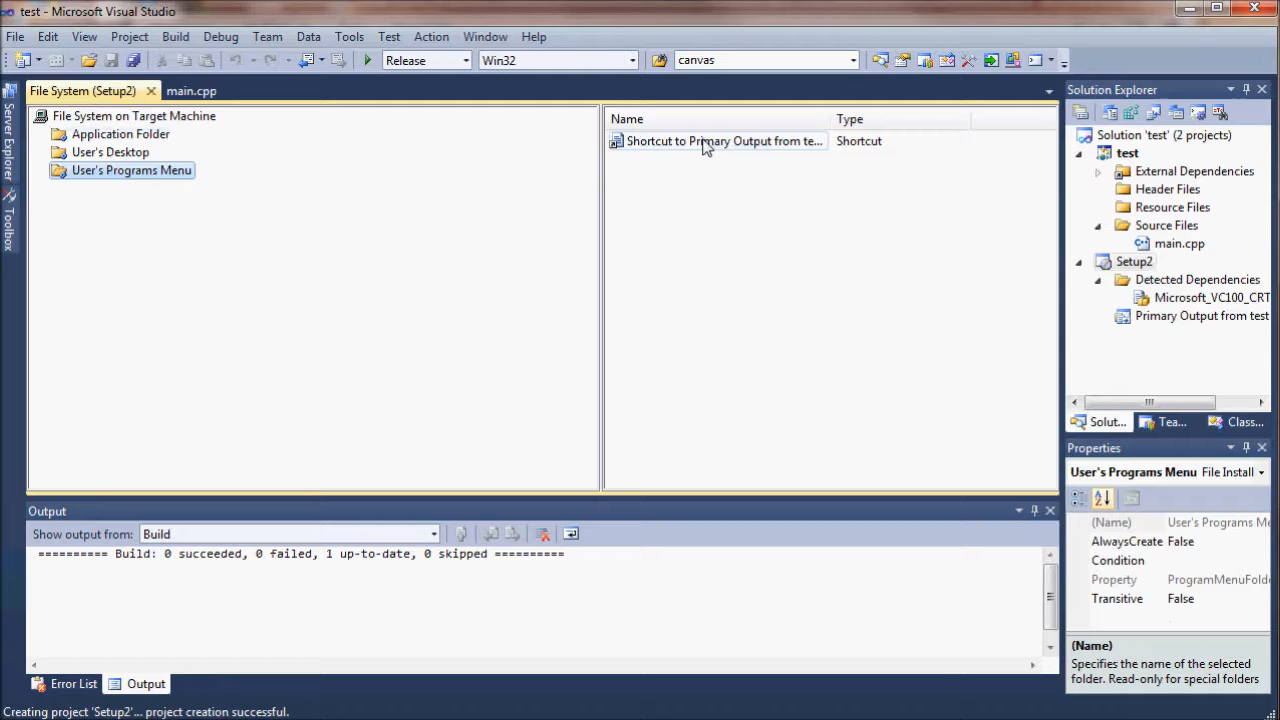 test - Microsoft Visual Studio
File Edit View Project Build Debug Team Data Tools Test Action Window Help
Release Win32 canvas
File System (Setup2) main.cpp
Server Explorer
Toolbox
File System on Target Machine
Application Folder
User's Desktop
User's Programs Menu
Name Type
Shortcut to Primary Output from te... Shortcut
Solution Explorer
Solution 'test' (2 projects)
test
External Dependencies
Header Files
Resource Files
Source Files
main.cpp
Setup2
Detected Dependencies
Microsoft_VC100_CRT
Primary Output from test
Solut... Tea... Class...
Properties
User's Programs Menu File Install
(Name) User's Programs Me
AlwaysCreate False
Condition
Property ProgramMenuFolde
Transitive False
(Name)
Specifies the name of the selected
folder. Read-only for special folders
Output
Show output from: Build
========== Build: 0 succeeded, 0 failed, 1 up-to-date, 0 skipped ==========
Error List Output
Creating project 'Setup2'... project creation successful.